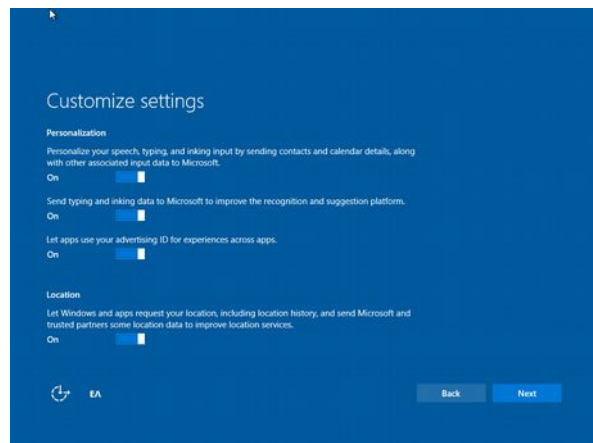 Customize settings
Personalization
Personalize your speech, typing, and inking input by sending contacts and calendar details, along
with other associated input data to Microsoft.
On
Send typing and inking data to Microsoft to improve the recognition and suggestion platform.
On
Let apps use your advertising ID for experiences across apps.
On
Location
Let Windows and apps request your location, including location history, and send Microsoft and
trusted partners some location data to improve location services.
On
ΕΛ
Back
Next